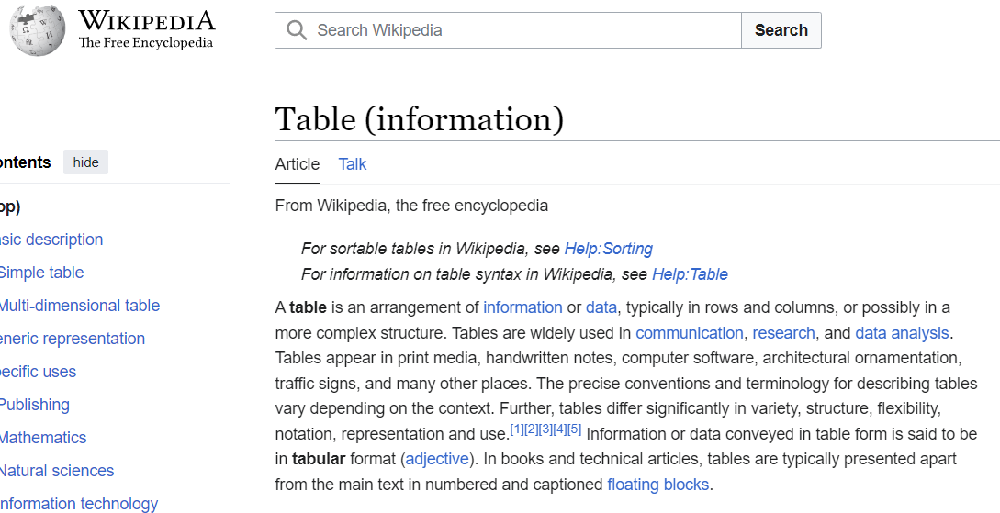 WIKIPEDIA
The Free Encyclopedia
Search Wikipedia
Search
ontents
hide
op)
sic description
Simple table
Multi-dimensional table
eneric representation
ecific uses
Publishing
Mathematics
Natural sciences
nformation technology
Table (information)
Article Talk
From Wikipedia, the free encyclopedia
For sortable tables in Wikipedia, see Help:Sorting
For information on table syntax in Wikipedia, see Help:Table
A table is an arrangement of information or data, typically in rows and columns, or possibly in a
more complex structure. Tables are widely used in communication, research, and data analysis.
Tables appear in print media, handwritten notes, computer software, architectural ornamentation,
traffic signs, and many other places. The precise conventions and terminology for describing tables
vary depending on the context. Further, tables differ significantly in variety, structure, flexibility,
notation, representation and use.[1][2][3][4][5] Information or data conveyed in table form is said to be
in tabular format (adjective). In books and technical articles, tables are typically presented apart
from the main text in numbered and captioned floating blocks.